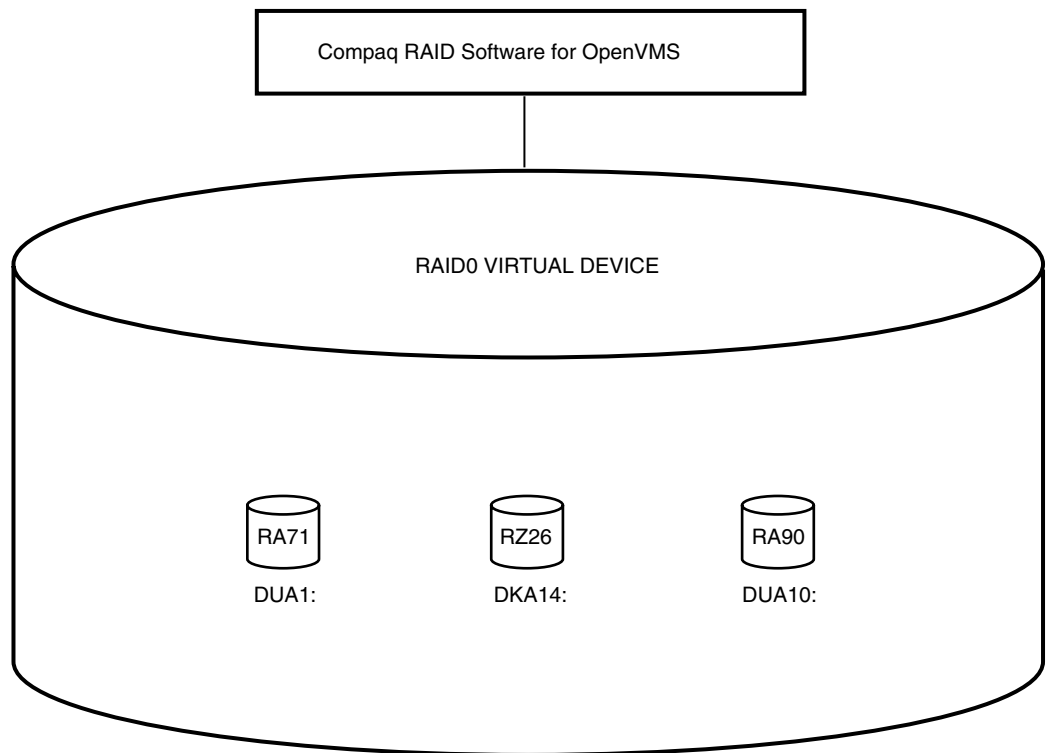 Compaq RAID Software for OpenVMS
RAID0 VIRTUAL DEVICE
RA71 RZ26 RA90
DUA1: DKA14: DUA10: